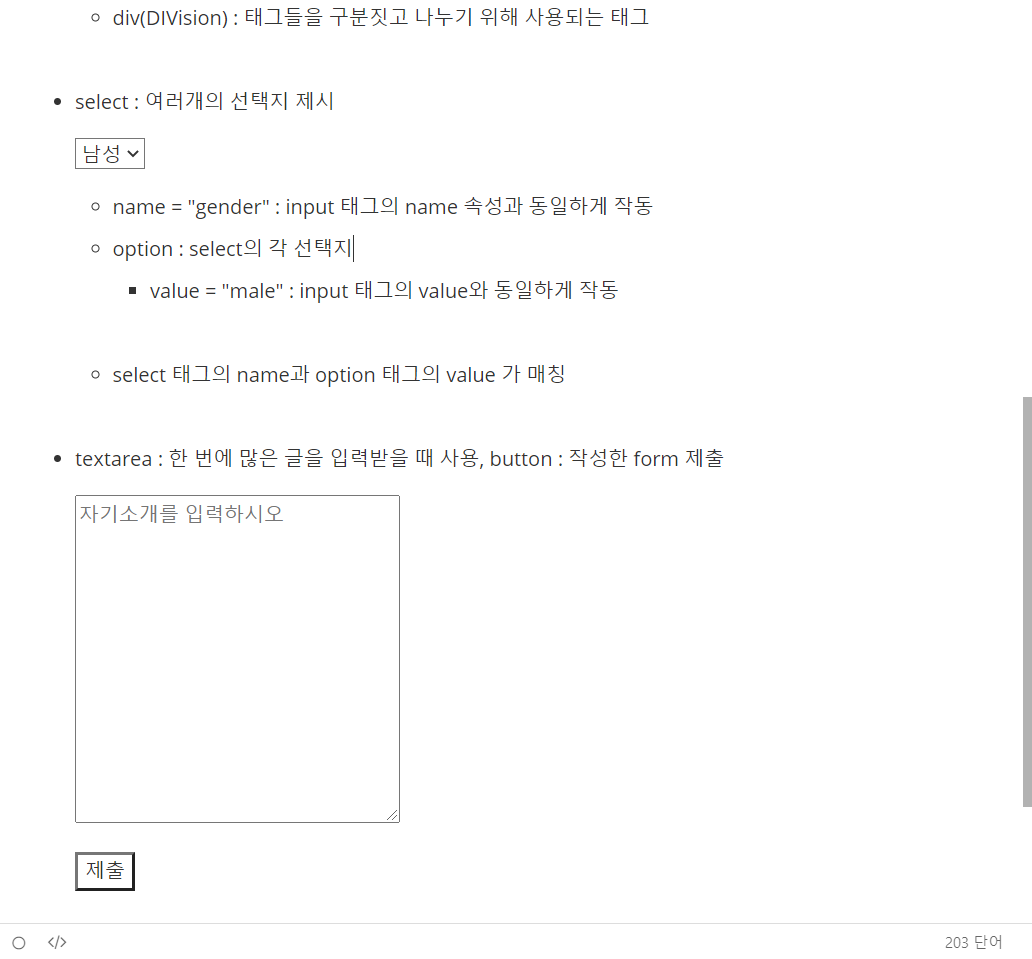 div(DIVision) : 태그들을 구분짓고 나누기 위해 사용되는 태그
select : 여러개의 선택지 제시
남성
name = "gender" : input 태그의 name 속성과 동일하게 작동
option : select의 각 선택지
value = "male" : input 태그의 value와 동일하게 작동
select 태그의 name과 option 태그의 value 가 매칭
textarea : 한 번에 많은 글을 입력받을 때 사용, button : 작성한 form 제출
자기소개를 입력하시오
제출
</> 203 단어